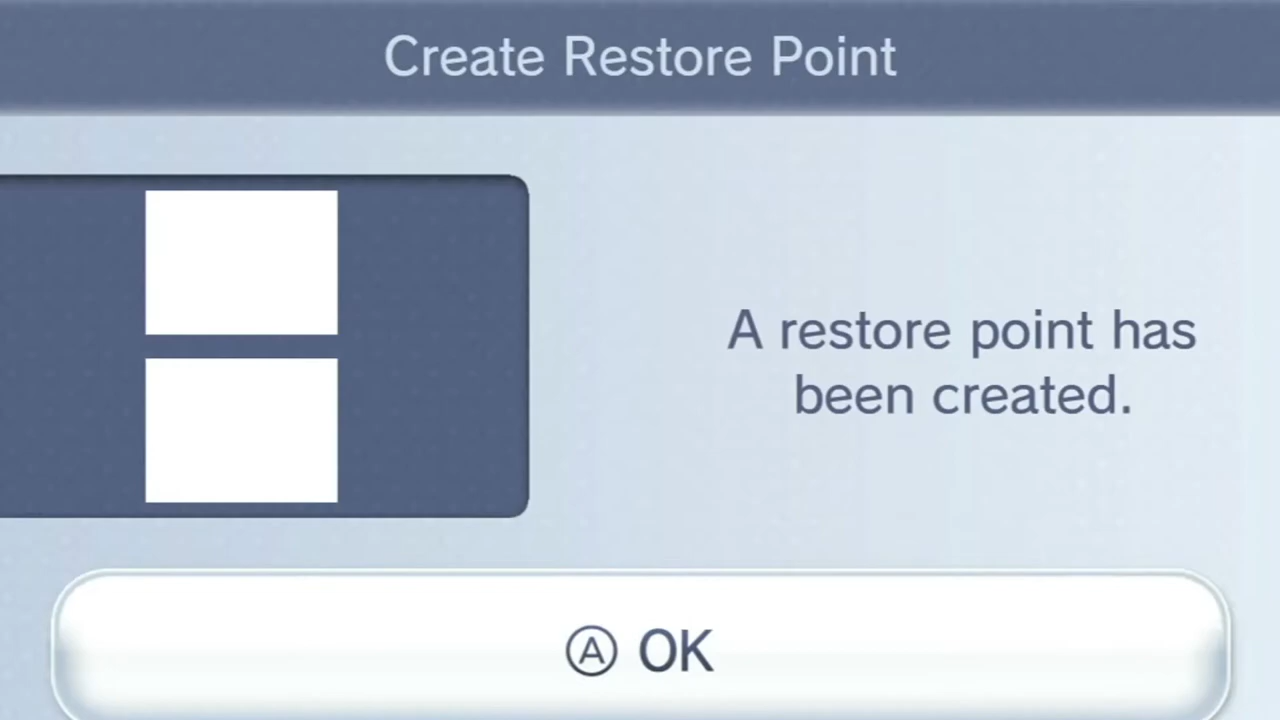 Create Restore Point
A restore point has
been created.
Ⓐ OK